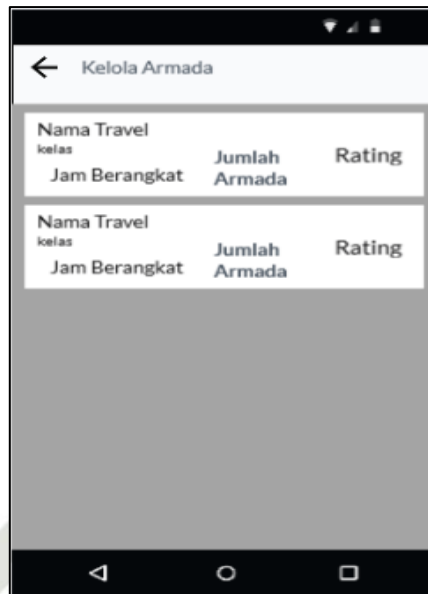 Kelola Armada
Nama Travel
kelas
Jam Berangkat
Jumlah
Armada
Rating
Nama Travel
kelas
Jam Berangkat
Jumlah
Armada
Rating